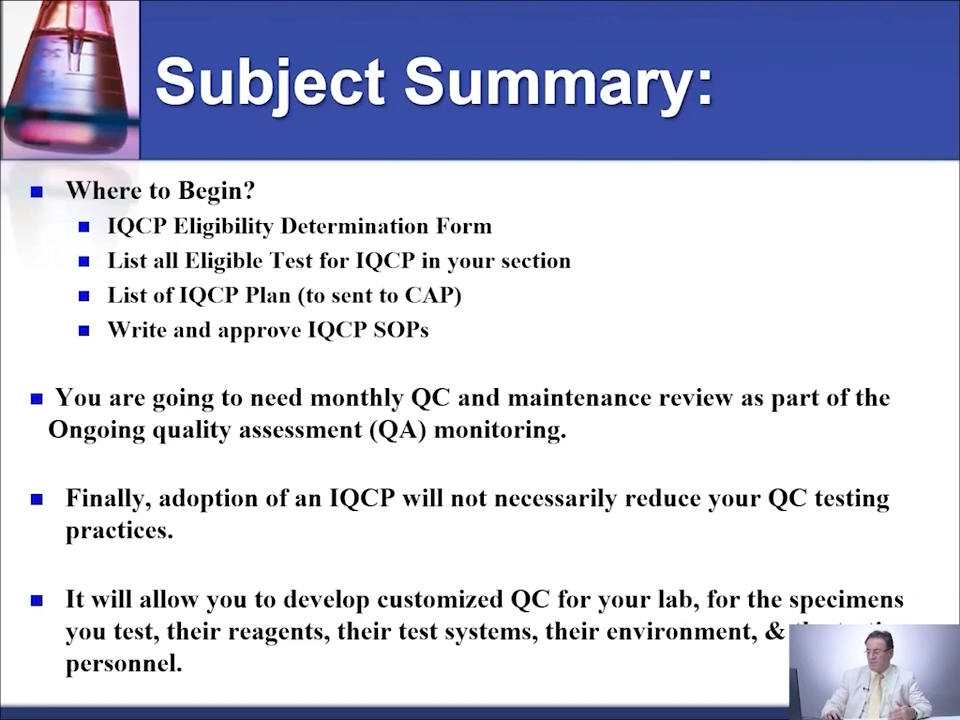 Subject Summary:
Where to Begin?
IQCP Eligibility Determination Form
List all Eligible Test for IQCP in your section
List of IQCP Plan (to sent to CAP)
Write and approve IQCP SOPs
You are going to need monthly QC and maintenance review as part of the
Ongoing quality assessment (QA) monitoring.
Finally, adoption of an IQCP will not necessarily reduce your QC testing
practices.
It will allow you to develop customized QC for your lab, for the specimens
you test, their reagents, their test systems, their environment, &
personnel.